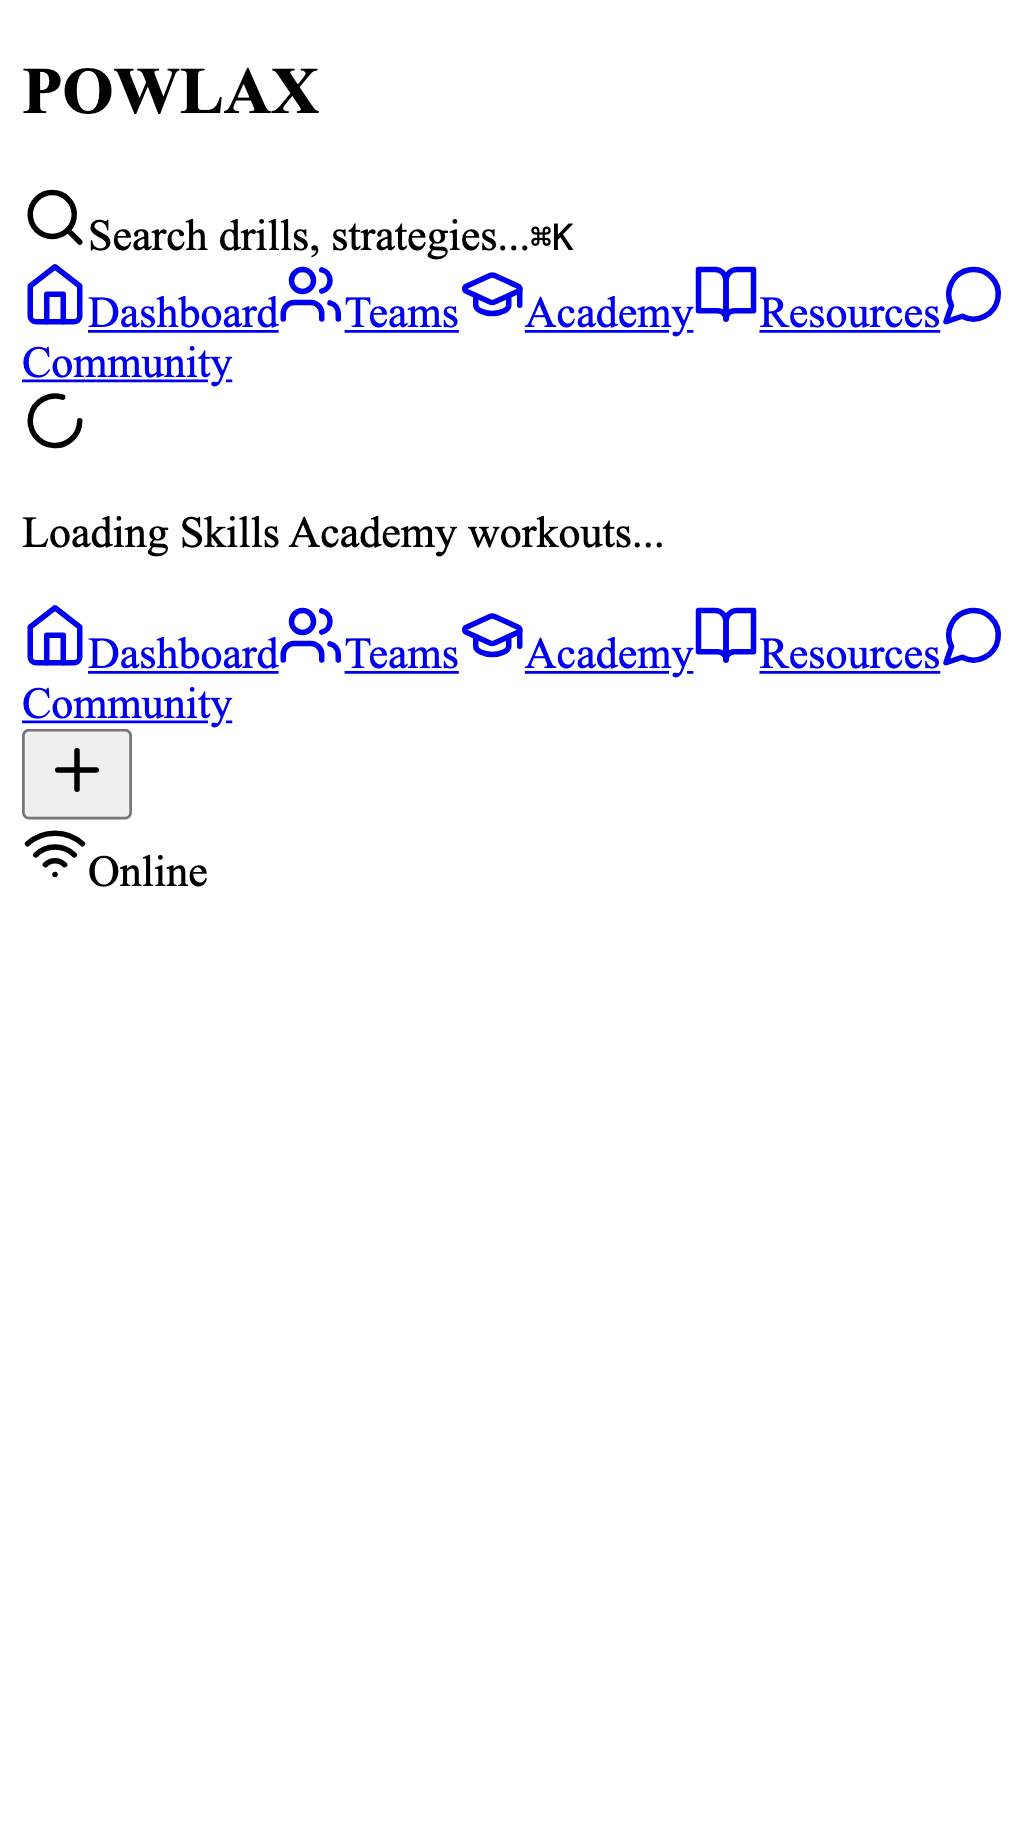 POWLAX
Search drills, strategies...⌘K
Dashboard Teams Academy Resources
Community
Loading Skills Academy workouts...
Dashboard Teams Academy Resources
Community
Online